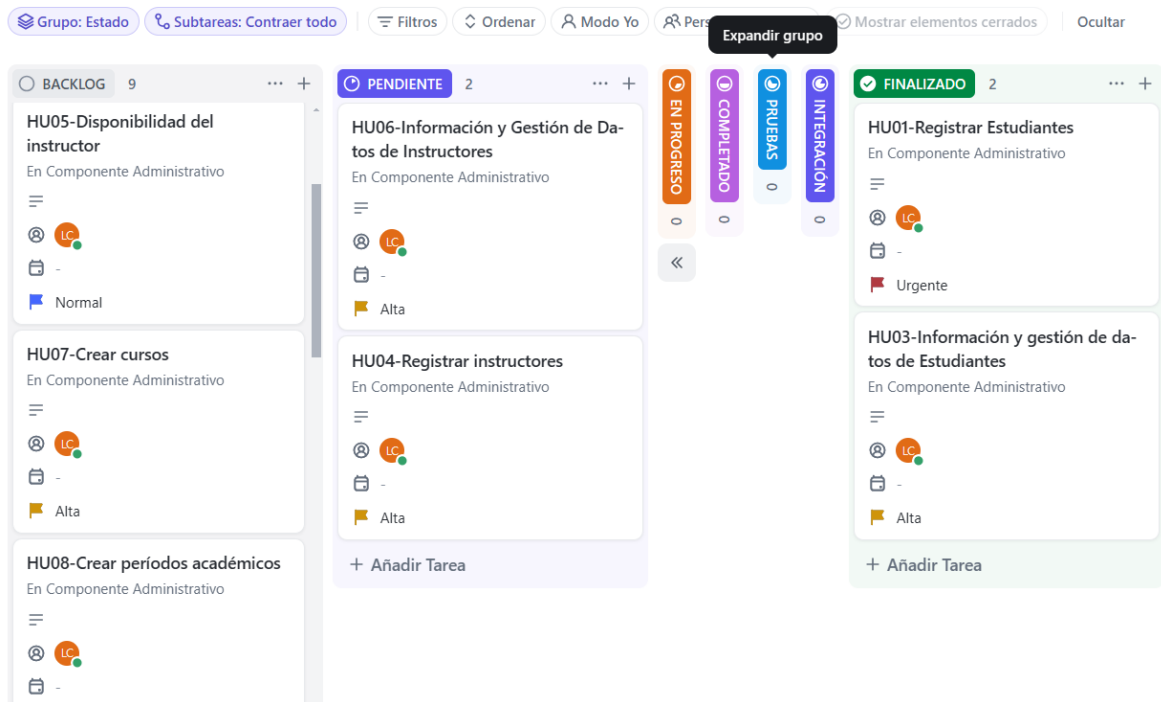 Grupo: Estado
Subtareas: Contraer todo
Filtros
Ordenar
Modo Yo
Pers
Mostrar elementos cerrados
Ocultar
Expandir grupo
BACKLOG 9
HU05-Disponibilidad del
instructor
En Componente Administrativo
LC
-
Normal
HU07-Crear cursos
En Componente Administrativo
LC
-
Alta
HU08-Crear períodos académicos
En Componente Administrativo
LC
-
PENDIENTE 2
HU06-Información y Gestión de Da-
tos de Instructores
En Componente Administrativo
LC
-
Alta
HU04-Registrar instructores
En Componente Administrativo
LC
-
Alta
+ Añadir Tarea
EN PROGRESO 0
COMPLETADO 0
PRUEBAS 0
INTEGRACIÓN 0
FINALIZADO 2
HU01-Registrar Estudiantes
En Componente Administrativo
LC
-
Urgente
HU03-Información y gestión de da-
tos de Estudiantes
En Componente Administrativo
LC
-
Alta
+ Añadir Tarea